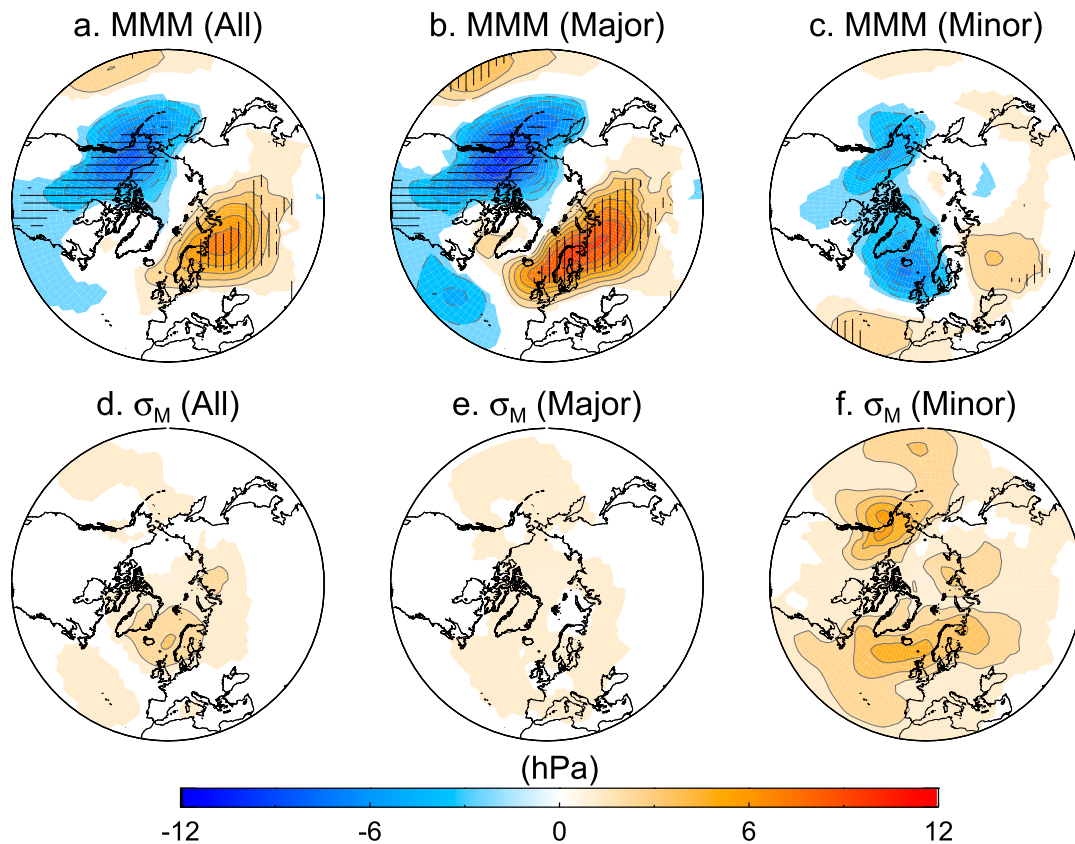 a. MMM (All)
b. MMM (Major)
c. MMM (Minor)
d. σM (All)
e. σM (Major)
f. σM (Minor)
(hPa)
-12 -6 0 6 12